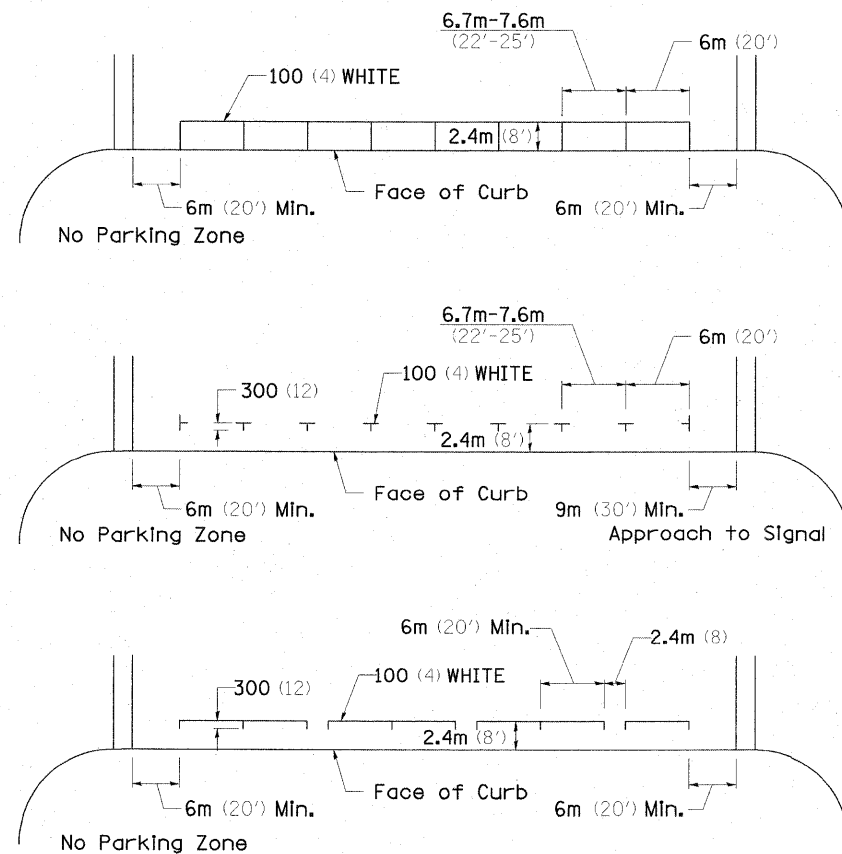 6.7m-7.6m
(22'-25')
6m (20')
100 (4) WHITE
2.4m (8')
Face of Curb
6m (20') Min.
6m (20') Min.
No Parking Zone
6.7m-7.6m
(22'-25')
6m (20')
300 (12)
100 (4) WHITE
2.4m (8')
Face of Curb
6m (20') Min.
9m (30') Min.
No Parking Zone
Approach to Signal
6m (20') Min.
2.4m (8)
300 (12)
100 (4) WHITE
2.4m (8')
Face of Curb
6m (20') Min.
6m (20') Min.
No Parking Zone